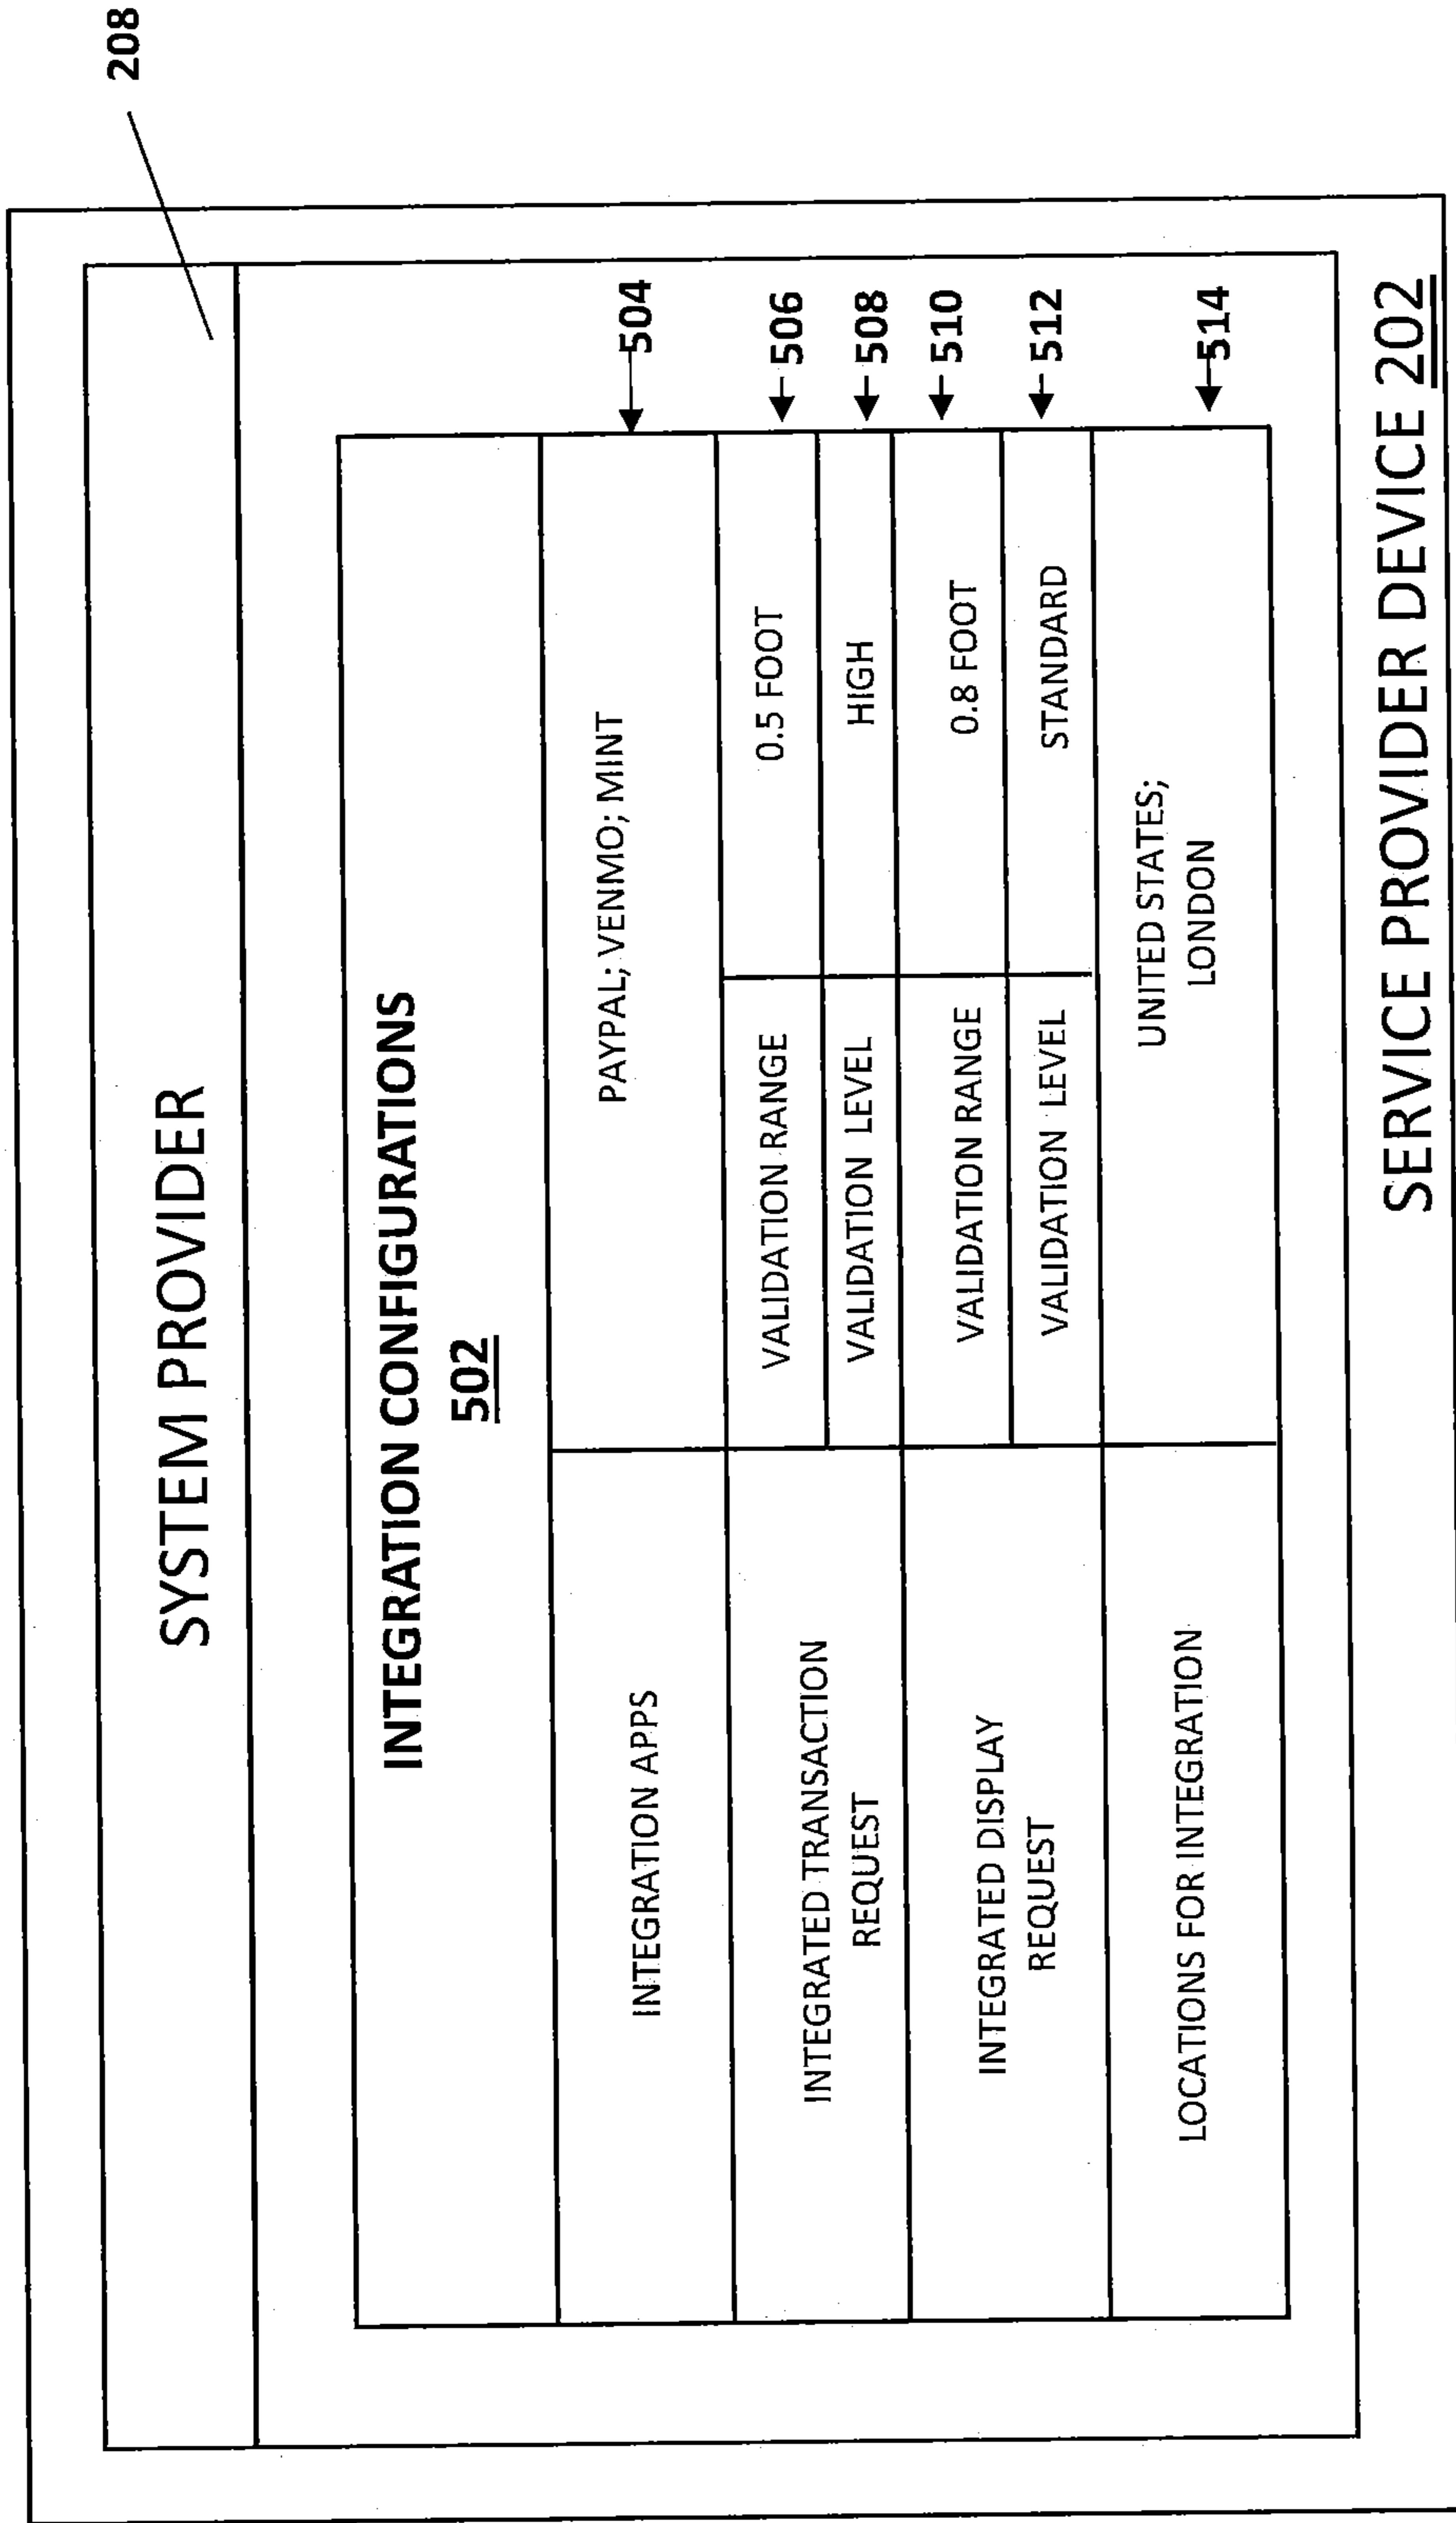 208
SYSTEM PROVIDER
INTEGRATION CONFIGURATIONS
502
INTEGRATION APPS
PAYPAL; VENMO; MINT
504
INTEGRATED TRANSACTION
REQUEST
VALIDATION RANGE
0.5 FOOT
506
VALIDATION LEVEL
HIGH
508
INTEGRATED DISPLAY
REQUEST
VALIDATION RANGE
0.8 FOOT
510
VALIDATION LEVEL
STANDARD
512
LOCATIONS FOR INTEGRATION
UNITED STATES;
LONDON
514
SERVICE PROVIDER DEVICE 202